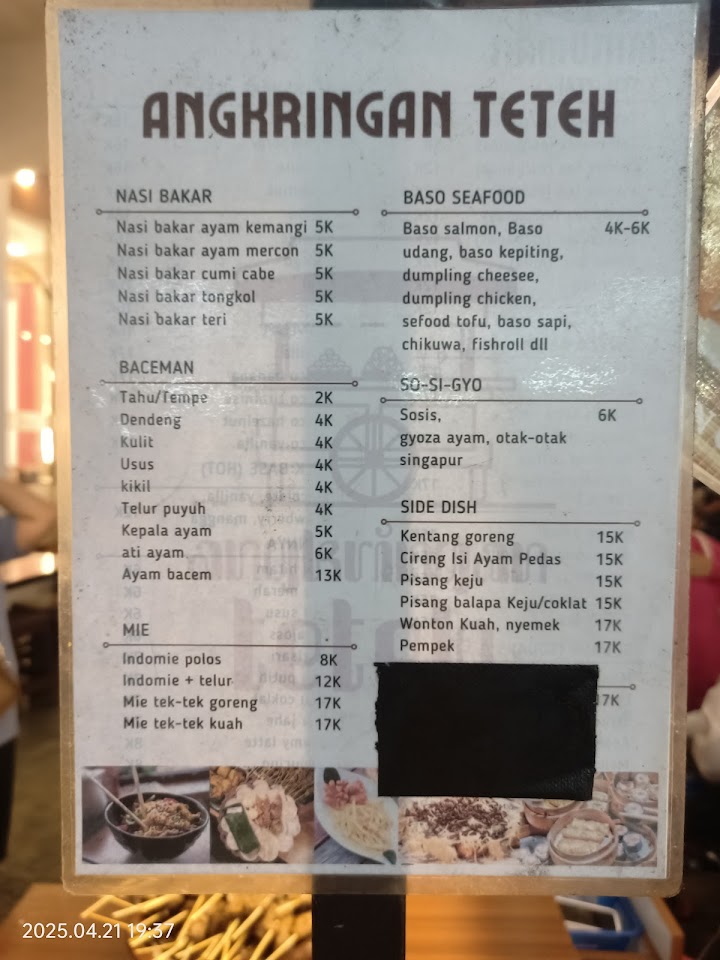 ANGKRINGAN TETEH
NASI BAKAR
Nasi bakar ayam kemangi 5K
Nasi bakar ayam mercon 5K
Nasi bakar cumi cabe 5K
Nasi bakar tongkol 5K
Nasi bakar teri 5K
BACEMAN
Tahu/Tempe 2K
Dendeng 4K
Kulit 4K
Usus 4K
kikil 4K
Telur puyuh 4K
Kepala ayam 5K
ati ayam 6K
Ayam bacem 13K
MIE
Indomie polos 8K
Indomie + telur 12K
Mie tek-tek goreng 17K
Mie tek-tek kuah 17K
BASO SEAFOOD
Baso salmon, Baso 4K-6K
udang, baso kepiting,
dumpling cheesee,
dumpling chicken,
sefood tofu, baso sapi,
chikuwa, fishroll dll
SO-SI-GYO
Sosis, 6K
gyoza ayam, otak-otak
singapur
SIDE DISH
Kentang goreng 15K
Cireng Isi Ayam Pedas 15K
Pisang keju 15K
Pisang balapa Keju/coklat 15K
Wonton Kuah, nyemek 17K
Pempek 17K
17K
2025.04.21 19:37